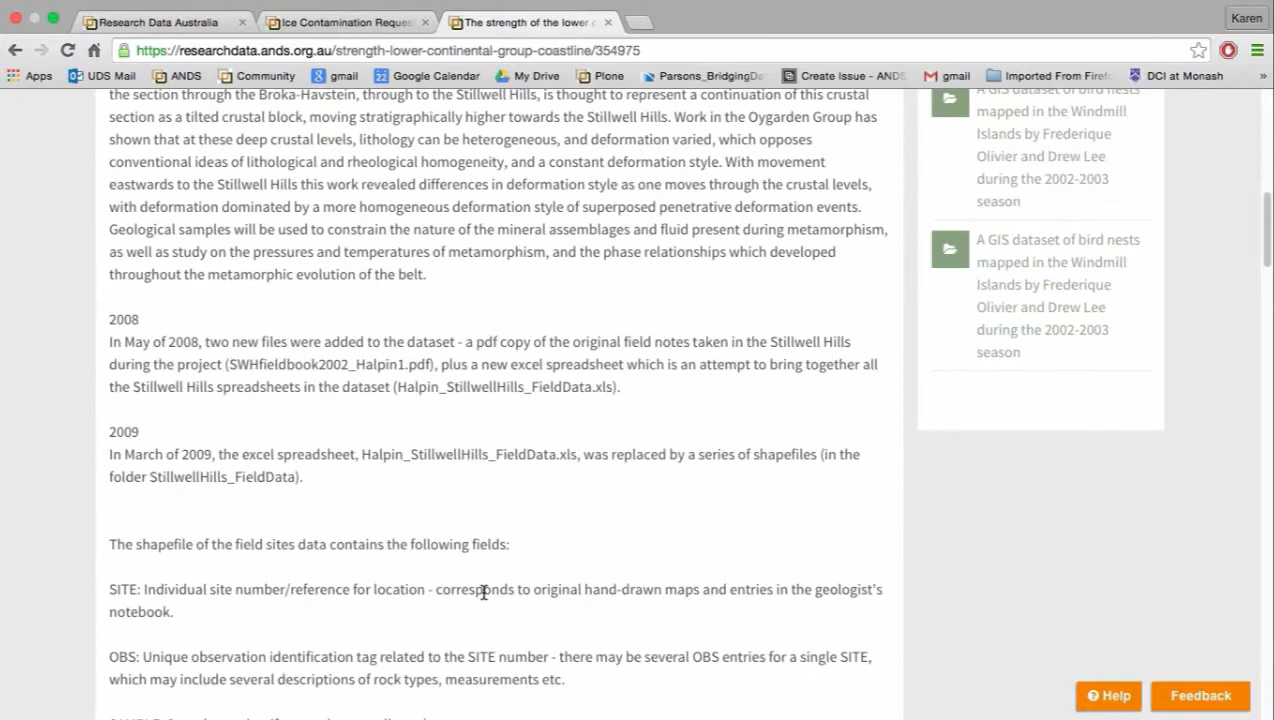 Research Data Australia
Ice Contamination Reques
The strength of the lower c
Karen
https://researchdata.ands.org.au/strength-lower-continental-group-coastline/354975
Apps UDS Mail ANDS Community gmail Google Calendar My Drive Plone Parsons_BridgingDa Create Issue - ANDS gmail Imported From Firef DCI at Monash »
the section through the Broka-Havstein, through to the Stillwell Hills, is thought to represent a continuation of this crustal
section as a tilted crustal block, moving stratigraphically higher towards the Stillwell Hills. Work in the Oygarden Group has
shown that at these deep crustal levels, lithology can be heterogeneous, and deformation varied, which opposes
conventional ideas of lithological and rheological homogeneity, and a constant deformation style. With movement
eastwards to the Stillwell Hills this work revealed differences in deformation style as one moves through the crustal levels,
with deformation dominated by a more homogeneous deformation style of superposed penetrative deformation events.
Geological samples will be used to constrain the nature of the mineral assemblages and fluid present during metamorphism,
as well as study on the pressures and temperatures of metamorphism, and the phase relationships which developed
throughout the metamorphic evolution of the belt.
2008
In May of 2008, two new files were added to the dataset - a pdf copy of the original field notes taken in the Stillwell Hills
during the project (SWHfieldbook2002_Halpin1.pdf), plus a new excel spreadsheet which is an attempt to bring together all
the Stillwell Hills spreadsheets in the dataset (Halpin_StillwellHills_FieldData.xls).
2009
In March of 2009, the excel spreadsheet, Halpin_StillwellHills_FieldData.xls, was replaced by a series of shapefiles (in the
folder StillwellHills_FieldData).
The shapefile of the field sites data contains the following fields:
SITE: Individual site number/reference for location - corresponds to original hand-drawn maps and entries in the geologist's
notebook.
OBS: Unique observation identification tag related to the SITE number - there may be several OBS entries for a single SITE,
which may include several descriptions of rock types, measurements etc.
A GIS dataset of bird nests
mapped in the Windmill
Islands by Frederique
Olivier and Drew Lee
during the 2002-2003
season
A GIS dataset of bird nests
mapped in the Windmill
Islands by Frederique
Olivier and Drew Lee
during the 2002-2003
season
Help
Feedback